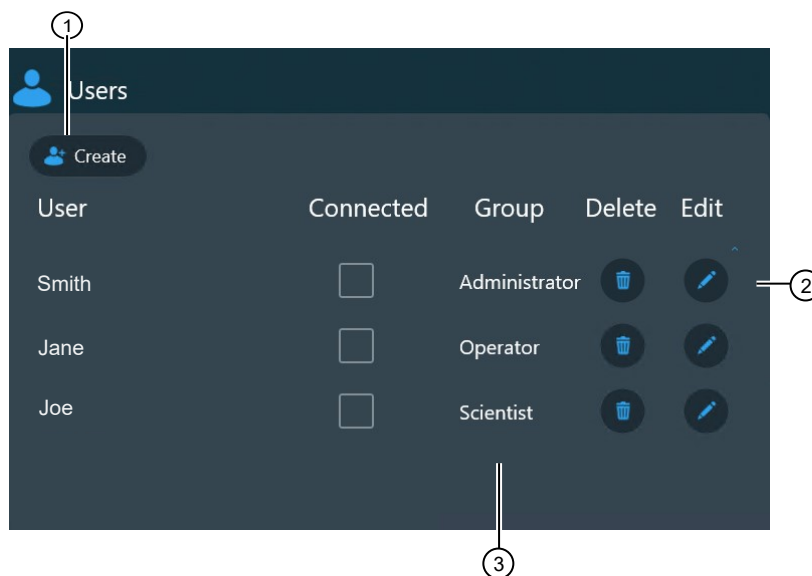 1
Users
Create
User Connected Group Delete Edit
Smith Administrator
2
Jane Operator
Joe Scientist
3